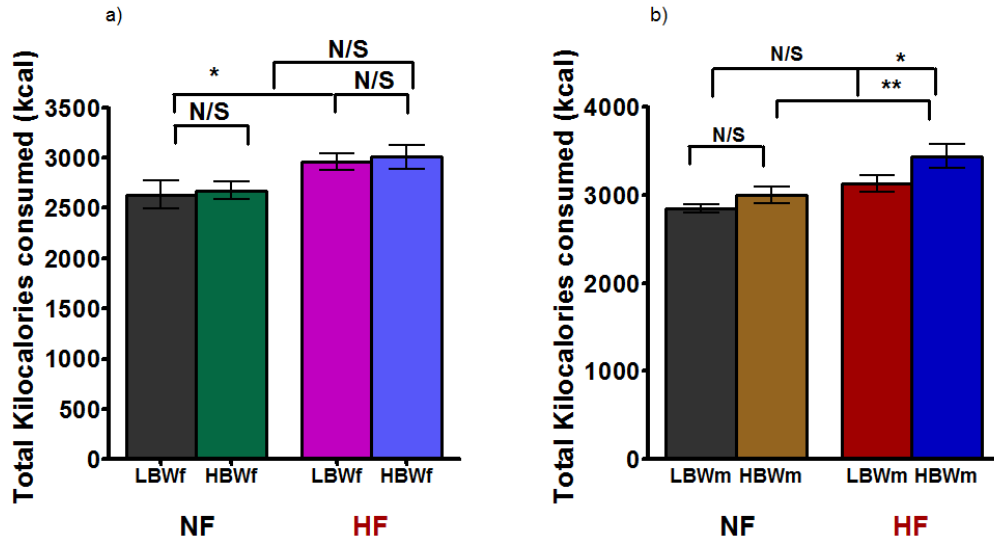 a)
Total Kilocalories consumed (kcal)
3500
3000
2500
2000
1500
1000
500
0
*
N/S
N/S
N/S
LBWf HBWf LBWf HBWf
NF HF
b)
Total Kilocalories consumed (kcal)
4000
3000
2000
1000
0
N/S *
**
N/S
LBWm HBWm LBWm HBWm
NF HF